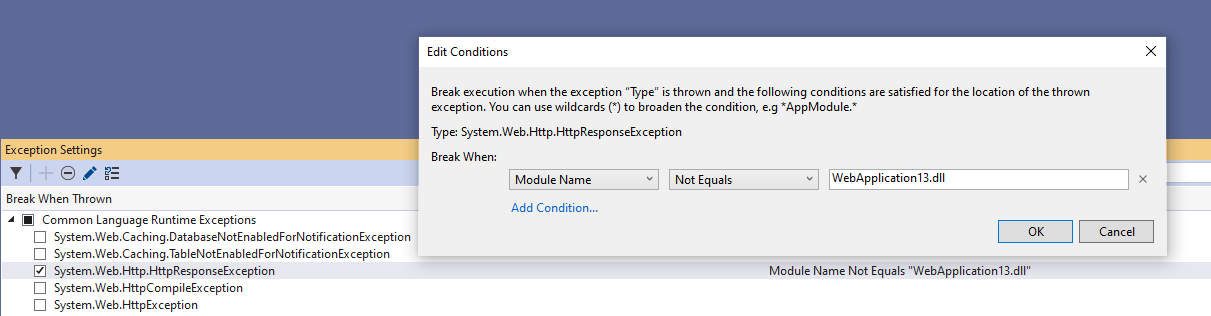 Edit Conditions
Break execution when the exception "Type" is thrown and the following conditions are satisfied for the location of the thrown
exception. You can use wildcards (*) to broaden the condition, e.g *AppModule.*
Type: System.Web.Http.HttpResponseException
Break When:
Module Name Not Equals WebApplication13.dll
Add Condition...
OK Cancel
Exception Settings
Break When Thrown
Common Language Runtime Exceptions
System.Web.Caching.DatabaseNotEnabledForNotificationException
System.Web.Caching.TableNotEnabledForNotificationException
System.Web.Http.HttpResponseException Module Name Not Equals "WebApplication13.dll"
System.Web.HttpCompileException
System.Web.HttpException